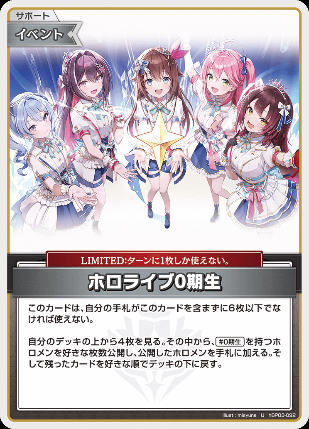 サポート
イベント
LIMITED:ターンに1枚しか使えない。
ホロライブ0期生
このカードは、自分の手札がこのカードを含まずに6枚以下で
なければ使えない。
自分のデッキの上から4枚を見る。その中から、#0期生を持つホ
ロメンを好きな枚数公開し、公開したホロメンを手札に加える。そ
して残ったカードを好きな順でデッキの下に戻す。